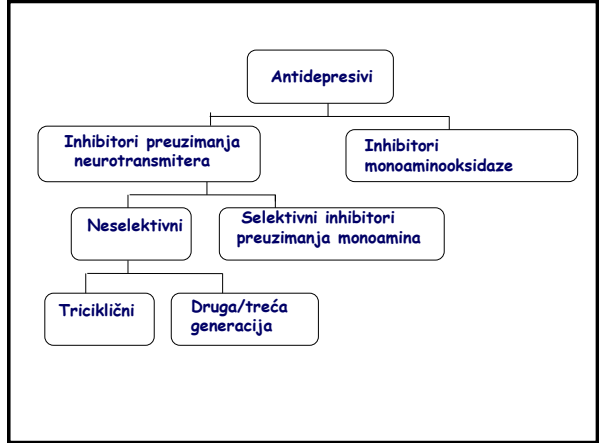 Antidepresivi
Inhibitori preuzimanja
neurotransmitera
Inhibitori
monoaminooksidaze
Neselektivni
Selektivni inhibitori
preuzimanja monoamina
Triciklični
Druga/treća
generacija